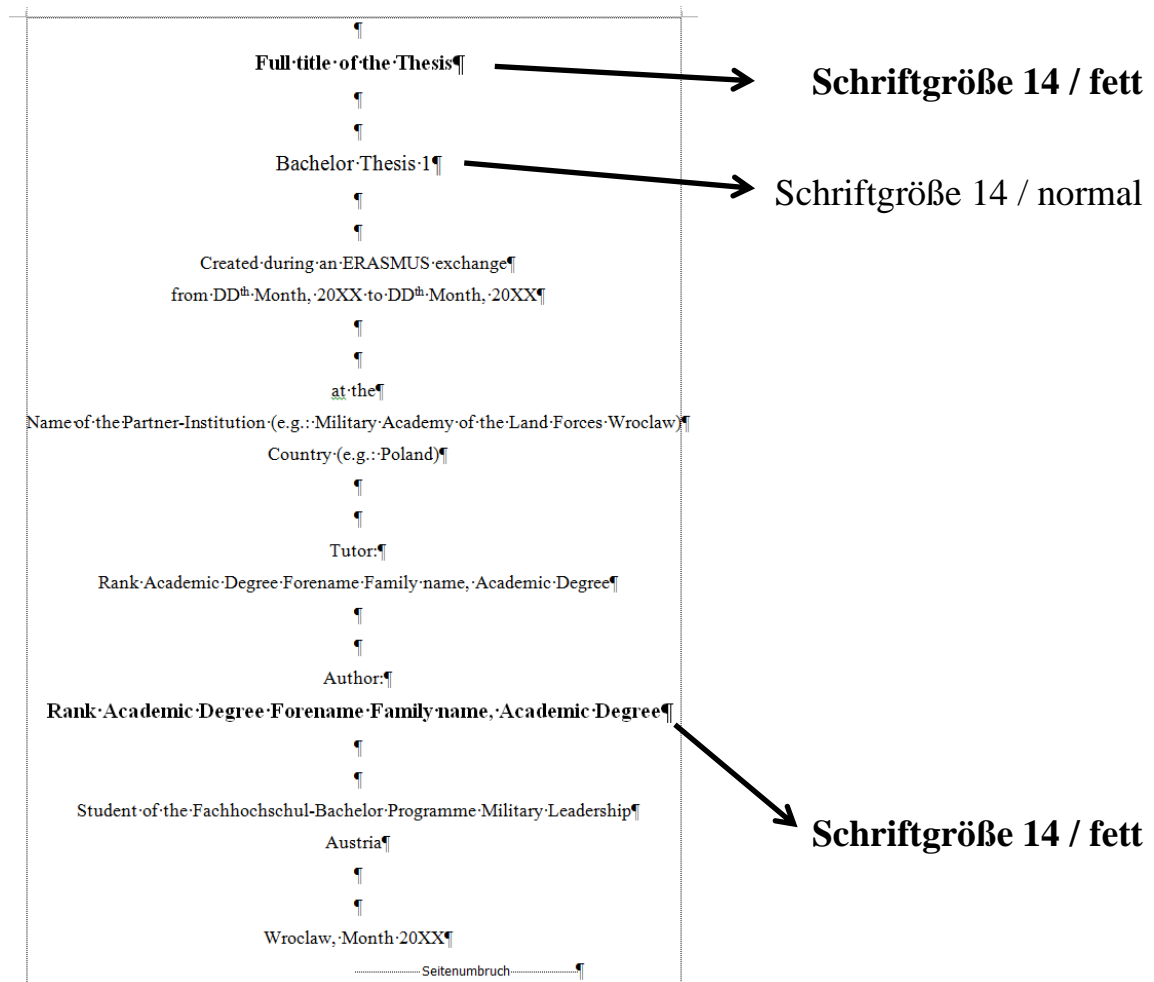 ¶
Full·title·of·the·Thesis¶
Schriftgröße 14 / fett
¶
¶
Bachelor·Thesis·1¶
Schriftgröße 14 / normal
¶
¶
Created·during·an·ERASMUS·exchange¶
from·DDth·Month,·20XX·to·DDth·Month,·20XX¶
¶
¶
at·the¶
Name·of·the·Partner-Institution·(e.g.:·Military·Academy·of·the·Land·Forces·Wroclaw)¶
Country·(e.g.:·Poland)¶
¶
¶
Tutor:¶
Rank·Academic·Degree·Forename·Family·name,·Academic·Degree¶
¶
¶
Author:¶
Rank·Academic·Degree·Forename·Family·name,·Academic·Degree¶
¶
¶
Student·of·the·Fachhochschul-Bachelor·Programme·Military·Leadership¶
Schriftgröße 14 / fett
Austria¶
¶
¶
Wroclaw,·Month·20XX¶
Seitenumbruch¶